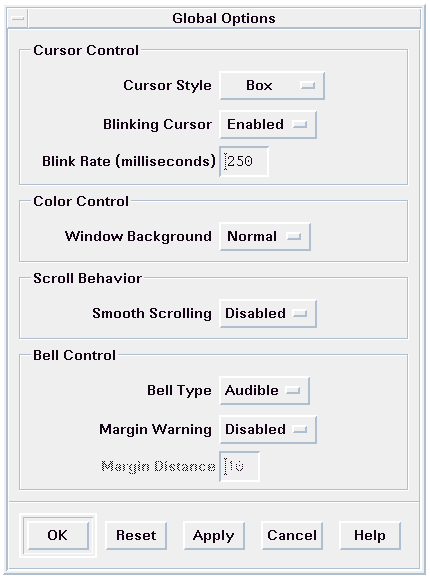 Global Options
Cursor Control
Cursor Style Box
Blinking Cursor Enabled
Blink Rate (milliseconds) 250
Color Control
Window Background Normal
Scroll Behavior
Smooth Scrolling Disabled
Bell Control
Bell Type Audible
Margin Warning Disabled
Margin Distance 10
OK Reset Apply Cancel Help